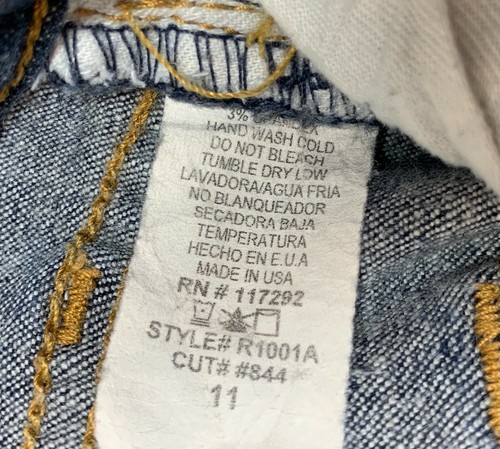 3%
HAND WASH COLD
DO NOT BLEACH
TUMBLE DRY LOW
LAVADORA/AGUA FRIA
NO BLANQUEADOR
SECADORA BAJA
TEMPERATURA
HECHO EN E.U.A
MADE IN USA
RN # 117292
STYLE# R1001A
CUT# #844
11